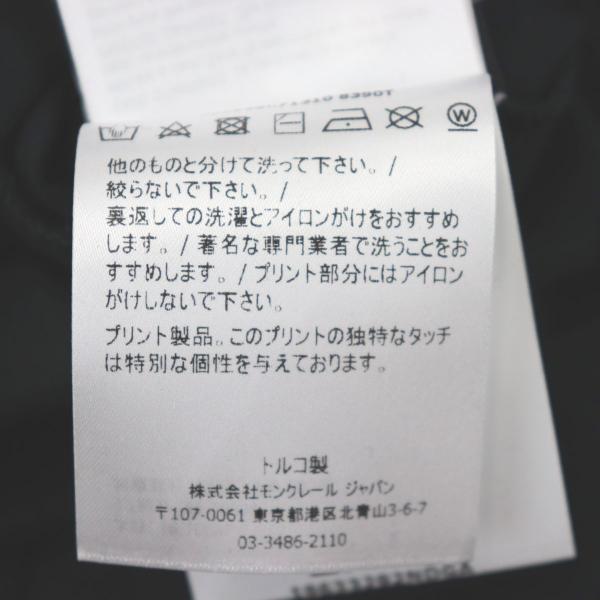 他のものと分けて洗って下さい。/
絞らないで下さい。/
裏返しての洗濯とアイロンがけをおすすめ
します。/ 著名な専門業者で洗うことをお
すすめします。/ プリント部分にはアイロン
がけしないで下さい。
プリント製品。このプリントの独特なタッチ
は特別な個性を与えております。
トルコ製
株式会社モンクレール ジャパン
〒107-0061 東京都港区北青山3-6-7
03-3486-2110